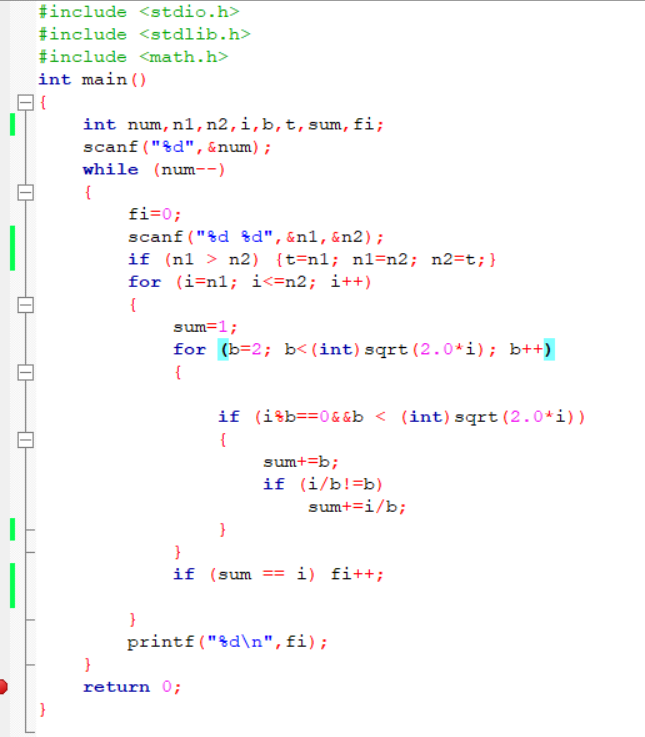 #include <stdio.h>
#include <stdlib.h>
#include <math.h>
int main()
{
    int num,n1,n2,i,b,t,sum,fi;
    scanf("%d",&num);
    while (num--)
    {
        fi=0;
        scanf("%d %d",&n1,&n2);
        if (n1 > n2) {t=n1; n1=n2; n2=t;}
        for (i=n1; i<=n2; i++)
        {
            sum=1;
            for (b=2; b<(int)sqrt(2.0*i); b++)
            {
                if (i%b==0&&b < (int)sqrt(2.0*i))
                {
                    sum+=b;
                    if (i/b!=b)
                        sum+=i/b;
                }
            }
            if (sum == i) fi++;
        }
        printf("%d\n",fi);
    }
    return 0;
}